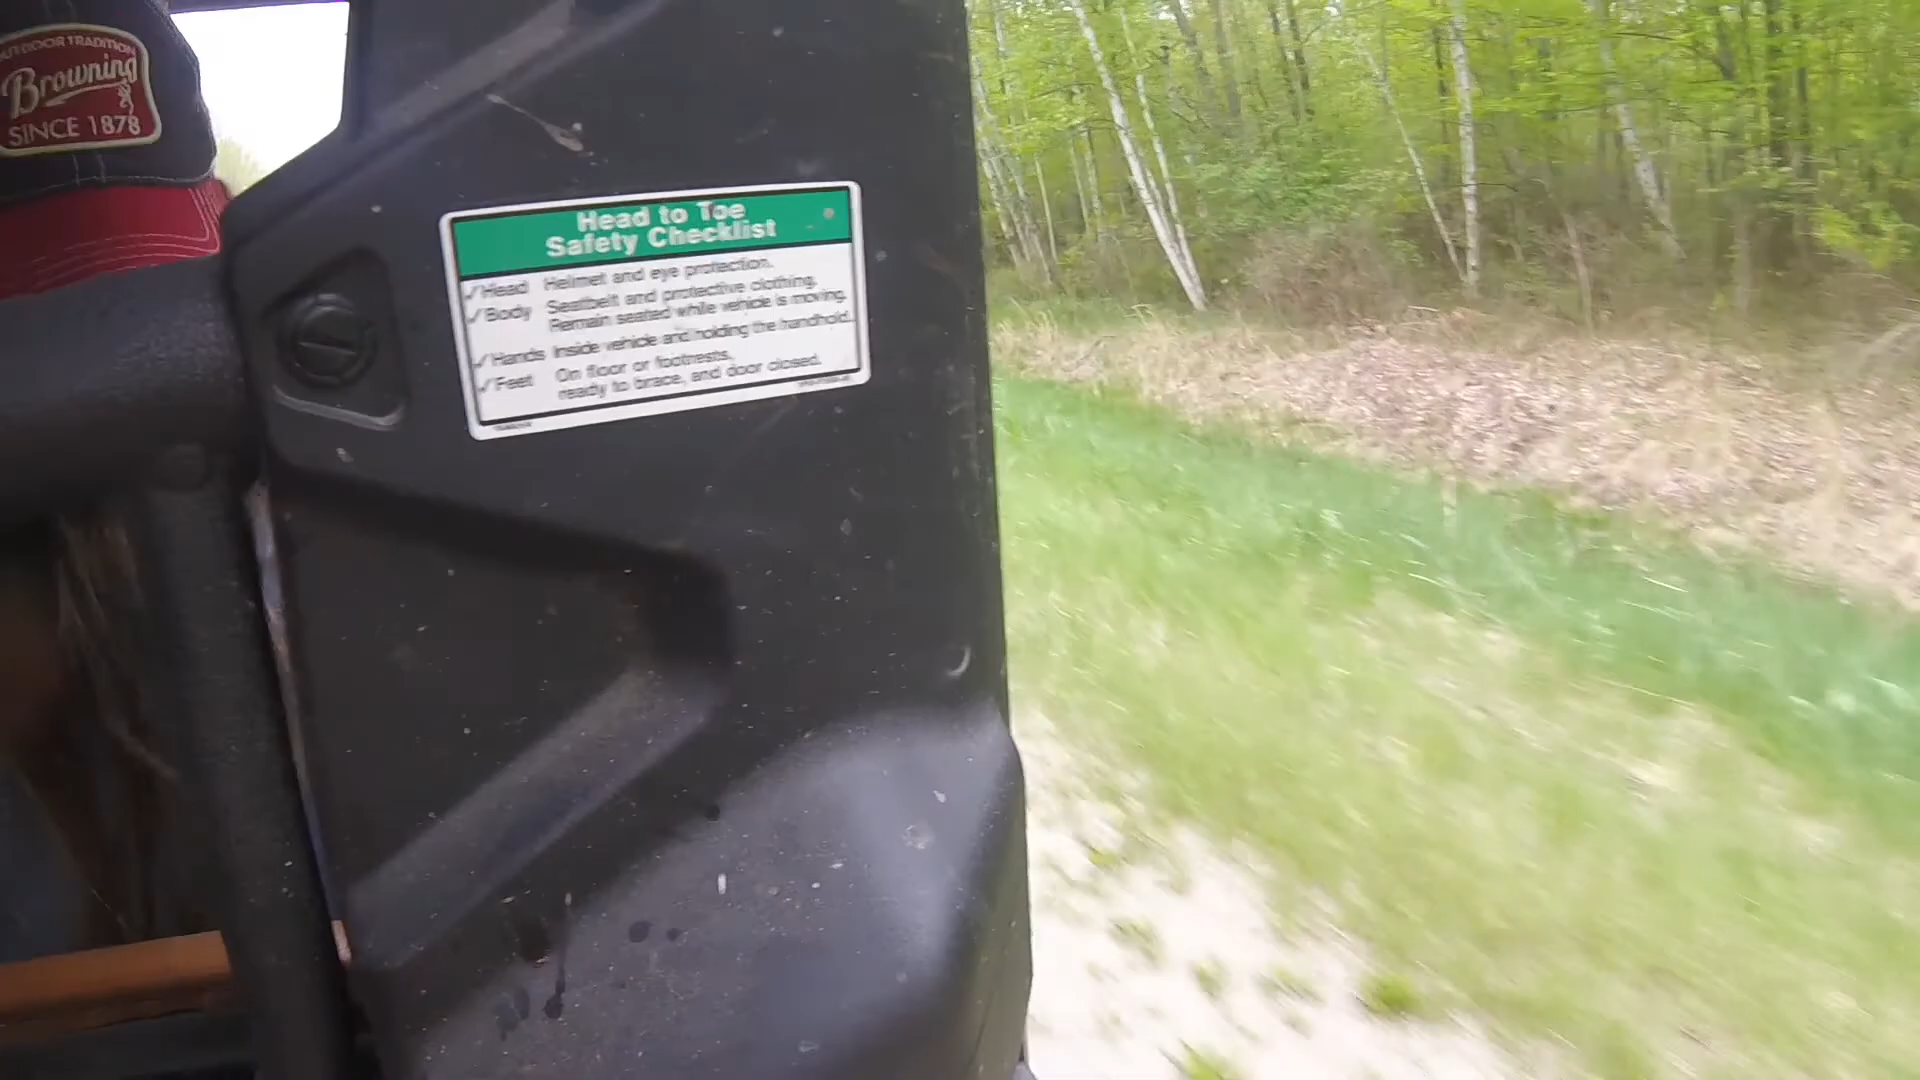 OUTDOOR TRADITION
Browning
SINCE 1878
Head to Toe
Safety Checklist
✓Head Helmet and eye protection.
✓Body Seatbelt and protective clothing.
Remain seated while vehicle is moving.
✓Hands Inside vehicle and holding the handhold.
✓Feet On floor or footrests,
ready to brace, and door closed.